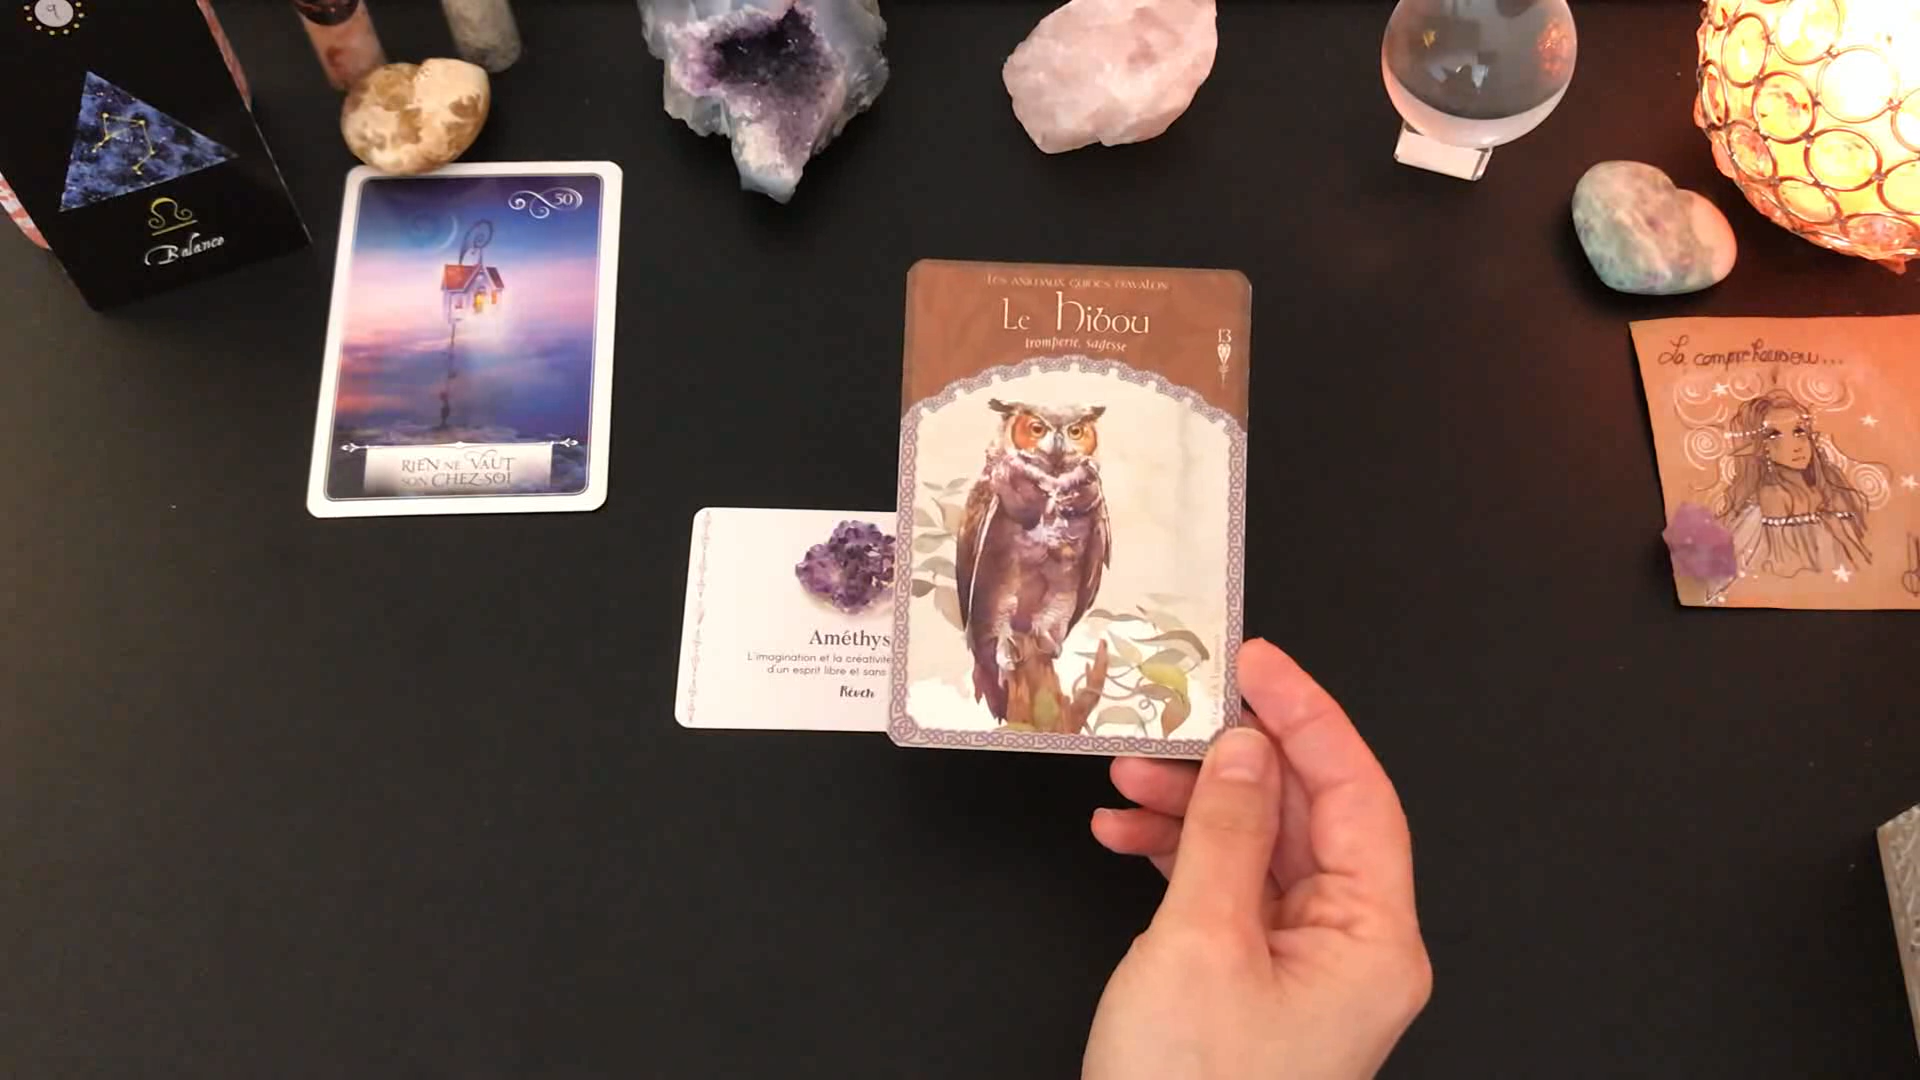 9
Balance
50
RIEN NE VAUT
SON CHEZ-SOI
LES ANIMAUX GUIDES D'AVALON
Le Hibou
tromperie, sagesse
13
Améthys
L'imagination et la créativité
d'un esprit libre et sans
Rêver
La compréhension...